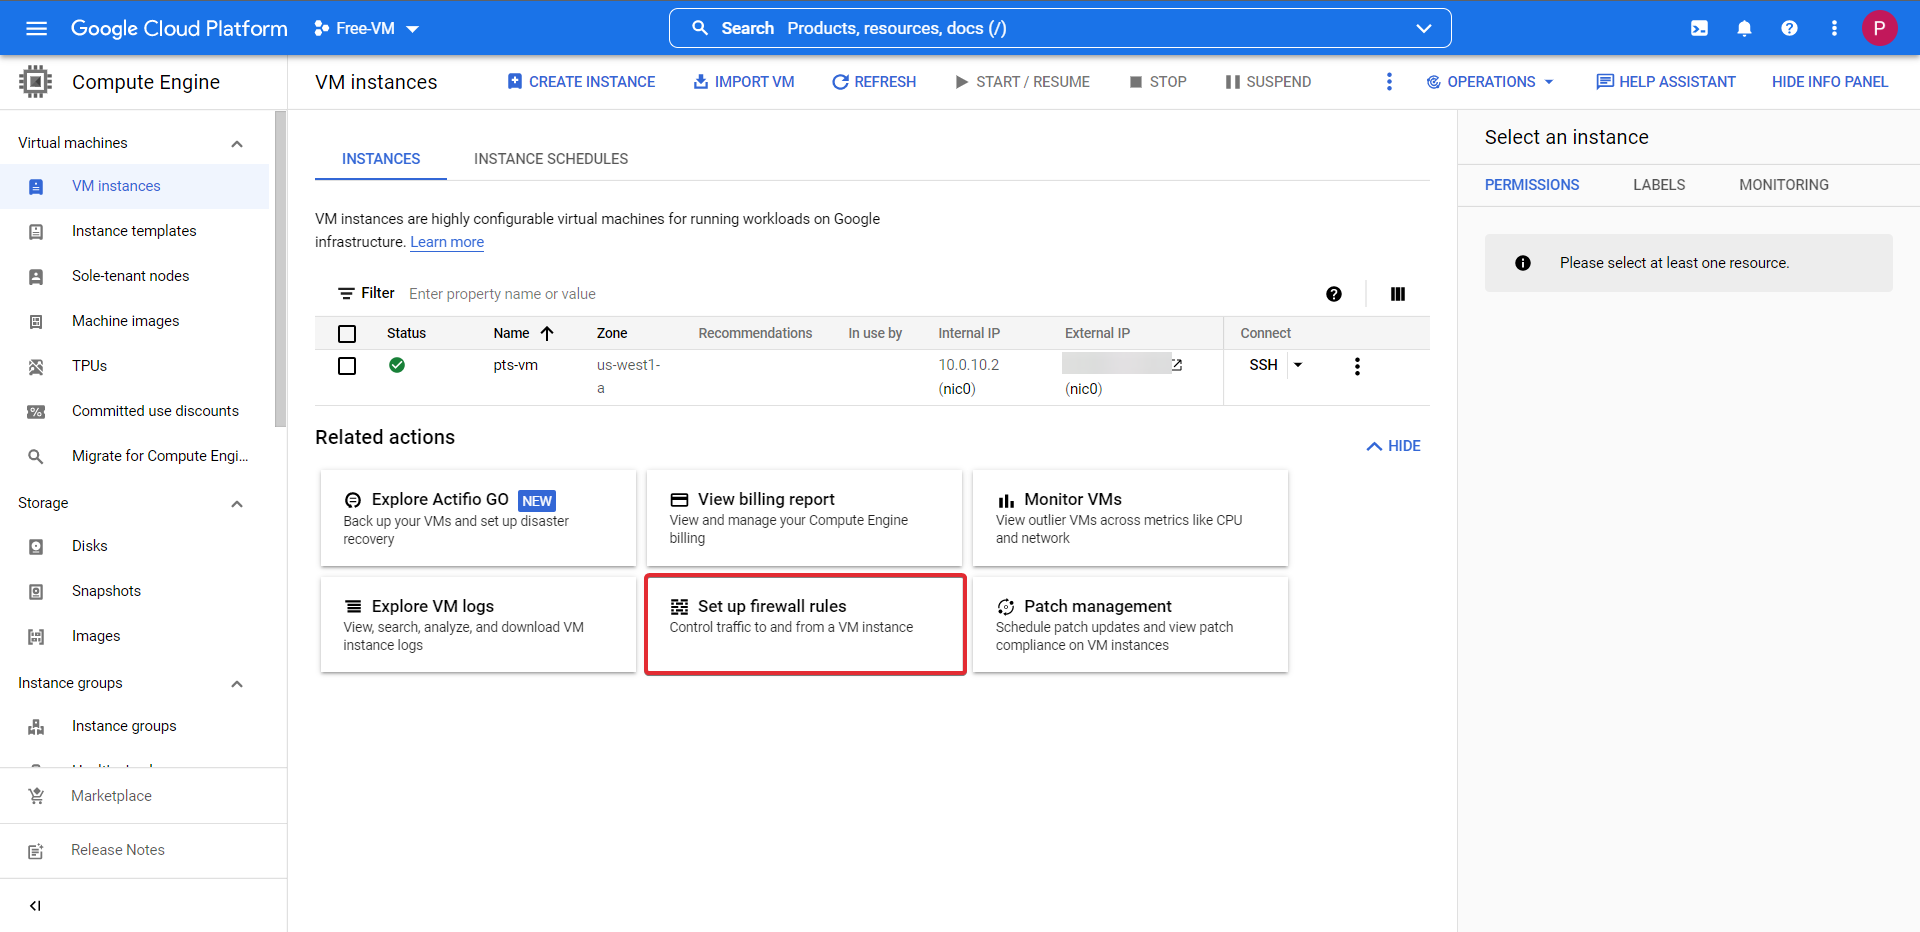 Google Cloud Platform
Free-VM
Search Products, resources, docs (/)
P
Compute Engine
VM instances
CREATE INSTANCE
IMPORT VM
REFRESH
START / RESUME
STOP
SUSPEND
OPERATIONS
HELP ASSISTANT
HIDE INFO PANEL
Virtual machines
VM instances
Instance templates
Sole-tenant nodes
Machine images
TPUs
Committed use discounts
Migrate for Compute Engi...
Storage
Disks
Snapshots
Images
Instance groups
Instance groups
Marketplace
Release Notes
INSTANCES
INSTANCE SCHEDULES
VM instances are highly configurable virtual machines for running workloads on Google
infrastructure. Learn more
Filter Enter property name or value
Status Name Zone Recommendations In use by Internal IP External IP Connect
pts-vm us-west1- 10.0.10.2 SSH
a (nic0) (nic0)
Related actions
HIDE
Explore Actifio GO NEW
Back up your VMs and set up disaster
recovery
View billing report
View and manage your Compute Engine
billing
Monitor VMs
View outlier VMs across metrics like CPU
and network
Explore VM logs
View, search, analyze, and download VM
instance logs
Set up firewall rules
Control traffic to and from a VM instance
Patch management
Schedule patch updates and view patch
compliance on VM instances
Select an instance
PERMISSIONS
LABELS
MONITORING
Please select at least one resource.